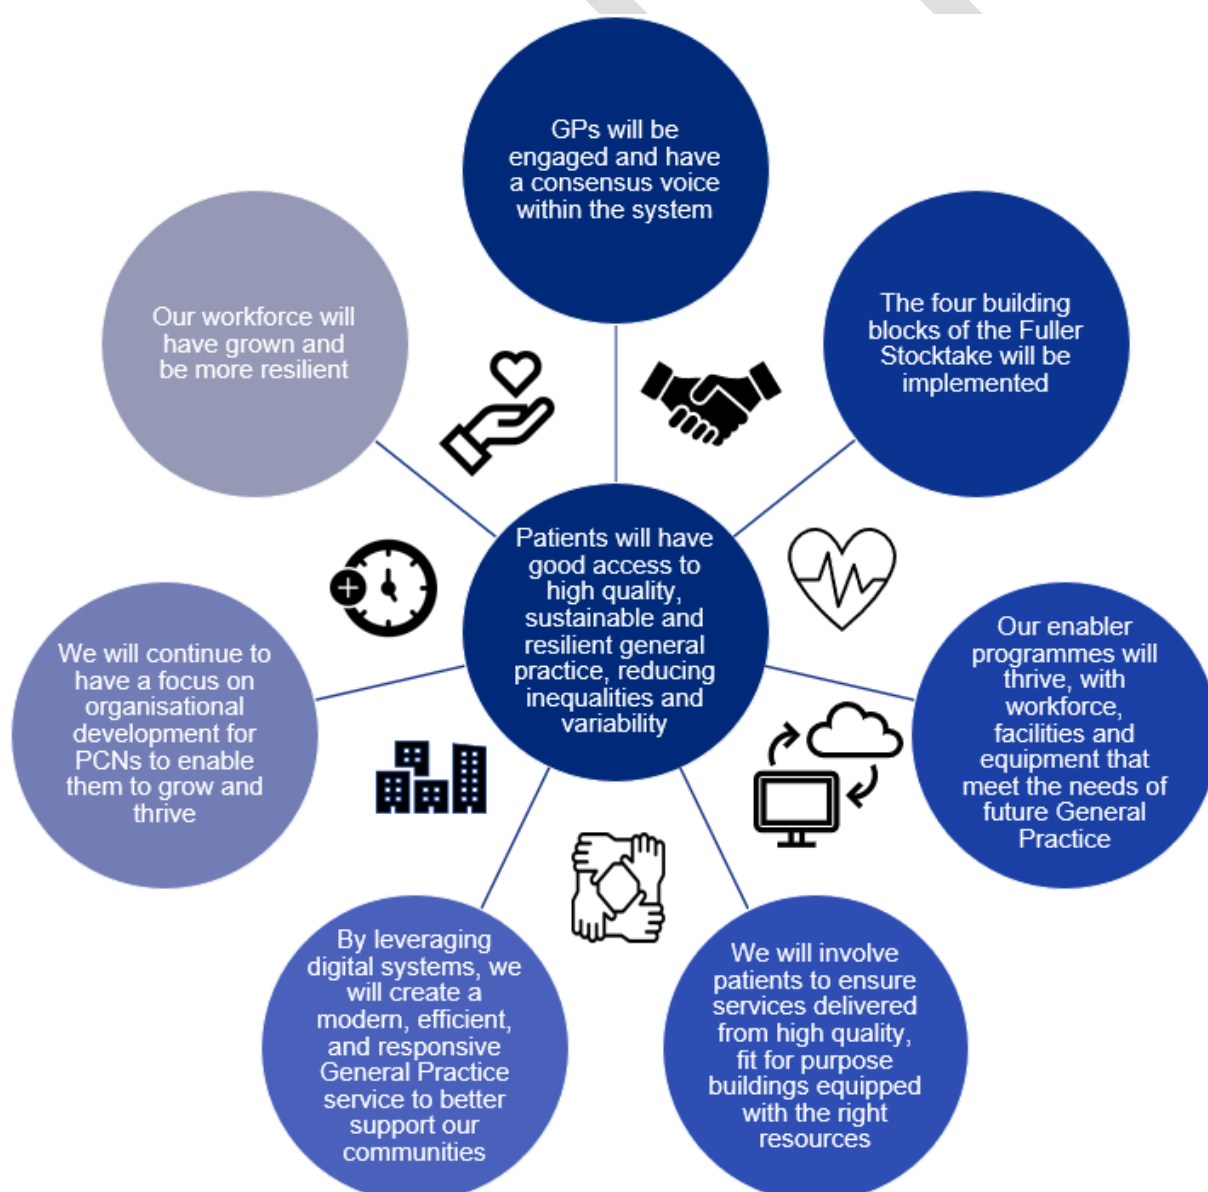 GPs will be
engaged and have
a consensus voice
within the system
The four building
blocks of the Fuller
Stocktake will be
implemented
Our enabler
programmes will
thrive, with
workforce,
facilities and
equipment that
meet the needs of
future General
Practice
We will involve
patients to ensure
services delivered
from high quality,
fit for purpose
buildings equipped
with the right
resources
By leveraging
digital systems, we
will create a
modern, efficient,
and responsive
General Practice
service to better
support our
communities
We will continue to
have a focus on
organisational
development for
PCNs to enable
them to grow and
thrive
Our workforce will
have grown and
be more resilient
Patients will have
good access to
high quality,
sustainable and
resilient general
practice, reducing
inequalities and
variability